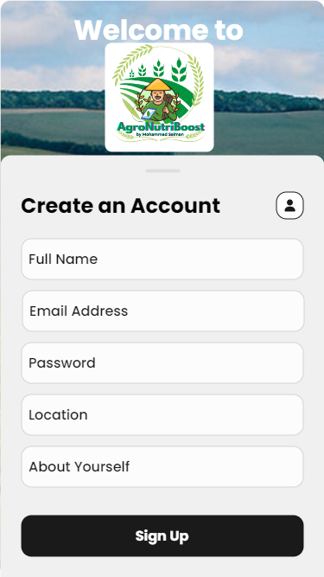 Welcome to
AgroNutriBoost
by Mohammad Salman
Create an Account
Full Name
Email Address
Password
Location
About Yourself
Sign Up